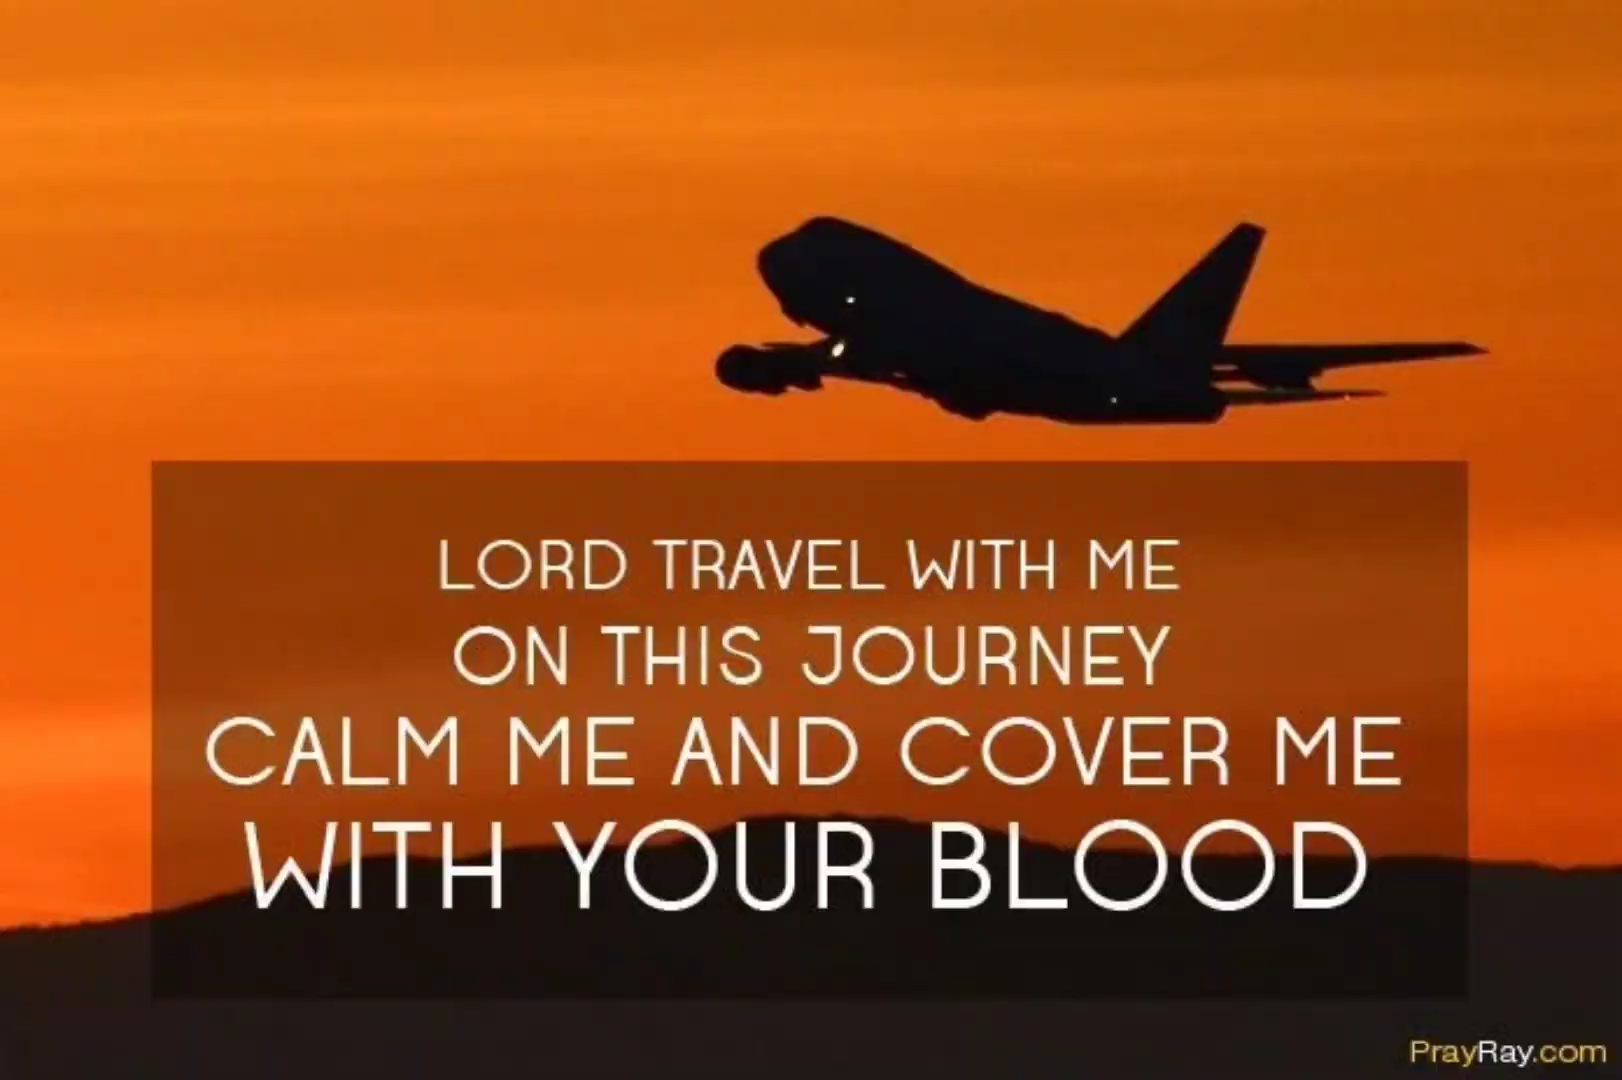 LORD TRAVEL WITH ME
ON THIS JOURNEY
CALM ME AND COVER ME
WITH YOUR BLOOD
PrayRay.com